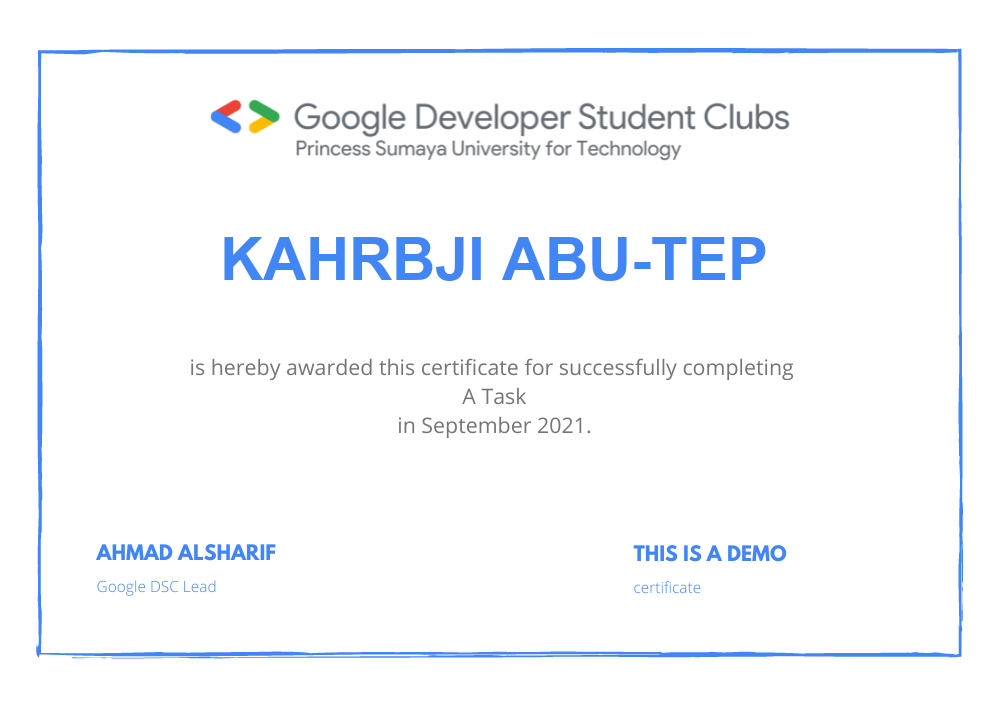 Google Developer Student Clubs
Princess Sumaya University for Technology
KAHRBJI ABU-TEP
is hereby awarded this certificate for successfully completing
A Task
in September 2021.
AHMAD ALSHARIF
Google DSC Lead
THIS IS A DEMO
certificate